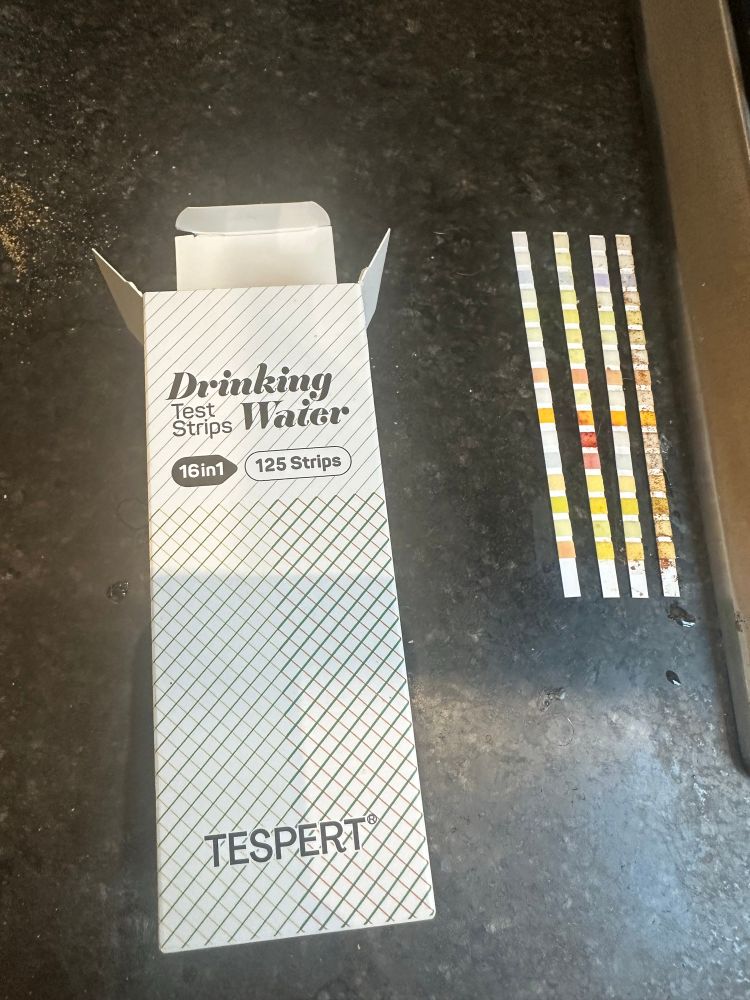 Drinking
Test Strips Water
16in1
125 Strips
TESPERT®